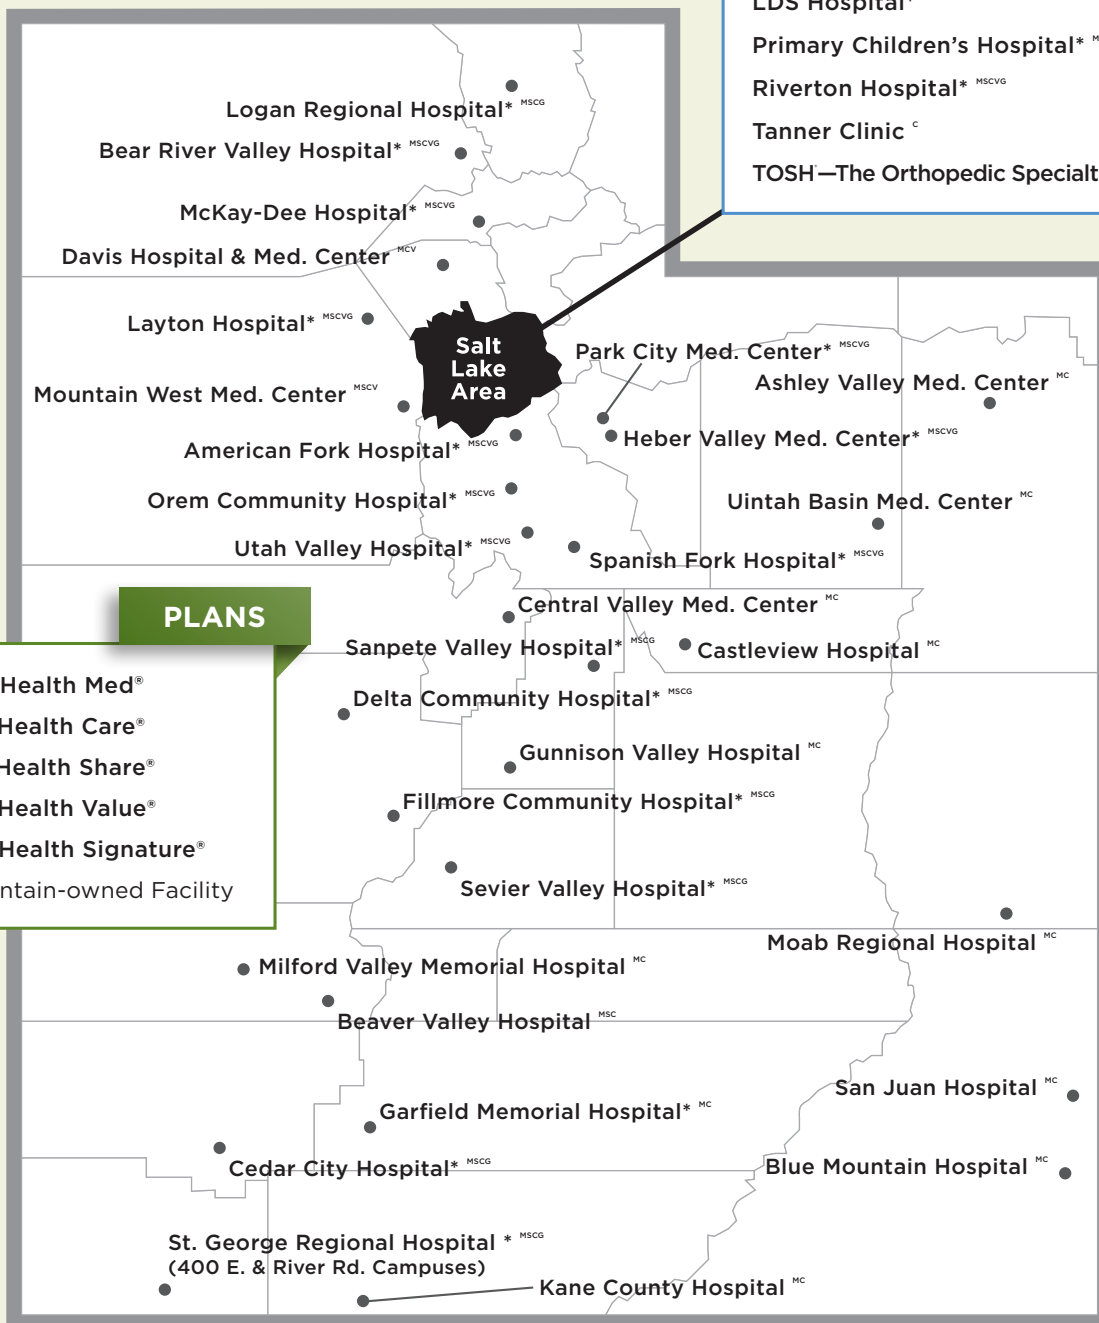 LDS Hospital*
Primary Children's Hospital* M
Riverton Hospital* MSCVG
Tanner Clinic C
TOSH®—The Orthopedic Specialt
Logan Regional Hospital* MSCG
Bear River Valley Hospital* MSCVG
McKay-Dee Hospital* MSCVG
Davis Hospital & Med. Center MCV
Layton Hospital* MSCVG
Salt
Lake
Area
Park City Med. Center* MSCVG
Ashley Valley Med. Center MC
Mountain West Med. Center MSCV
Heber Valley Med. Center* MSCVG
American Fork Hospital* MSCVG
Orem Community Hospital* MSCVG
Uintah Basin Med. Center MC
Utah Valley Hospital* MSCVG
Spanish Fork Hospital* MSCVG
Central Valley Med. Center MC
PLANS
Sanpete Valley Hospital* MSCG
Castleview Hospital MC
Health Med®
Health Care®
Health Share®
Health Value®
Health Signature®
ntain-owned Facility
Delta Community Hospital* MSCG
Gunnison Valley Hospital MC
Fillmore Community Hospital* MSCG
Sevier Valley Hospital* MSCG
Moab Regional Hospital MC
Milford Valley Memorial Hospital MC
Beaver Valley Hospital MSC
San Juan Hospital MC
Garfield Memorial Hospital* MC
Cedar City Hospital* MSCG
Blue Mountain Hospital MC
St. George Regional Hospital * MSCG
(400 E. & River Rd. Campuses)
Kane County Hospital MC